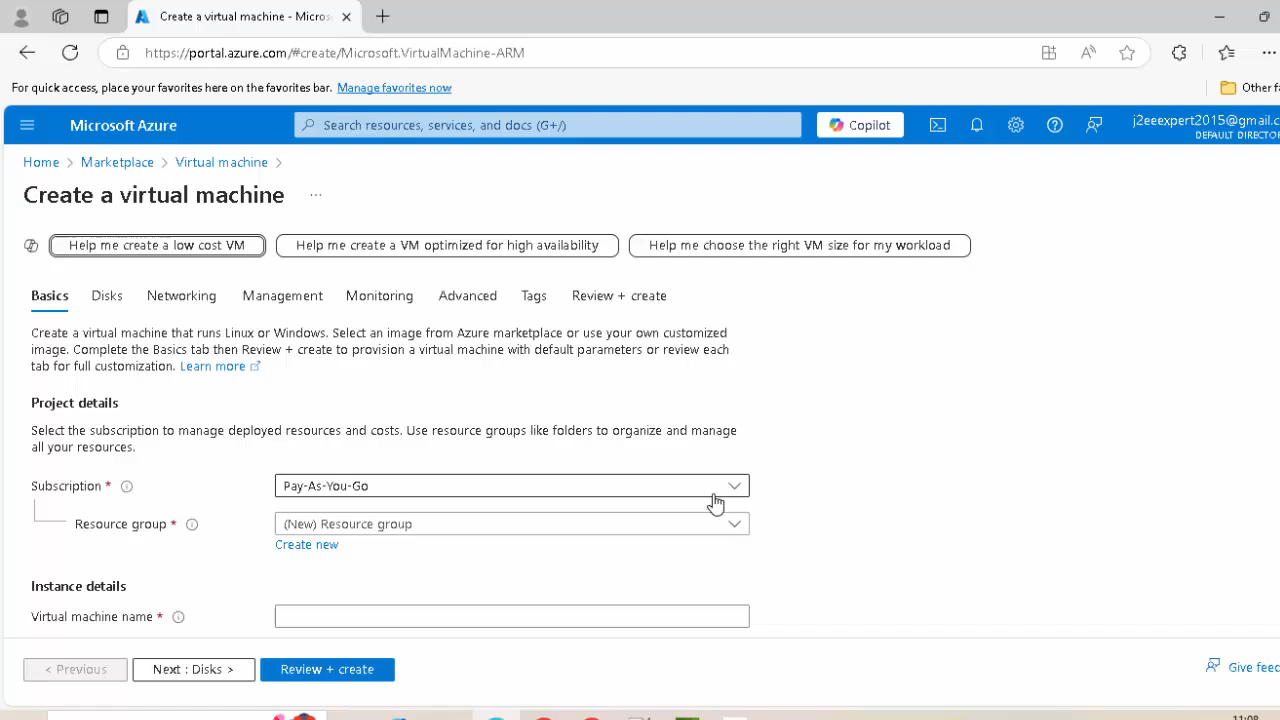 Create a virtual machine - Micros
https://portal.azure.com/#create/Microsoft.VirtualMachine-ARM
For quick access, place your favorites here on the favorites bar. Manage favorites now
Other fa
Microsoft Azure
Search resources, services, and docs (G+/)
Copilot
j2eeexpert2015@gmail.c
DEFAULT DIRECTOR
Home > Marketplace > Virtual machine >
Create a virtual machine ...
Help me create a low cost VM
Help me create a VM optimized for high availability
Help me choose the right VM size for my workload
Basics Disks Networking Management Monitoring Advanced Tags Review + create
Create a virtual machine that runs Linux or Windows. Select an image from Azure marketplace or use your own customized
image. Complete the Basics tab then Review + create to provision a virtual machine with default parameters or review each
tab for full customization. Learn more
Project details
Select the subscription to manage deployed resources and costs. Use resource groups like folders to organize and manage
all your resources.
Subscription *
Pay-As-You-Go
Resource group *
(New) Resource group
Create new
Instance details
Virtual machine name *
< Previous
Next : Disks >
Review + create
Give feed
11:08